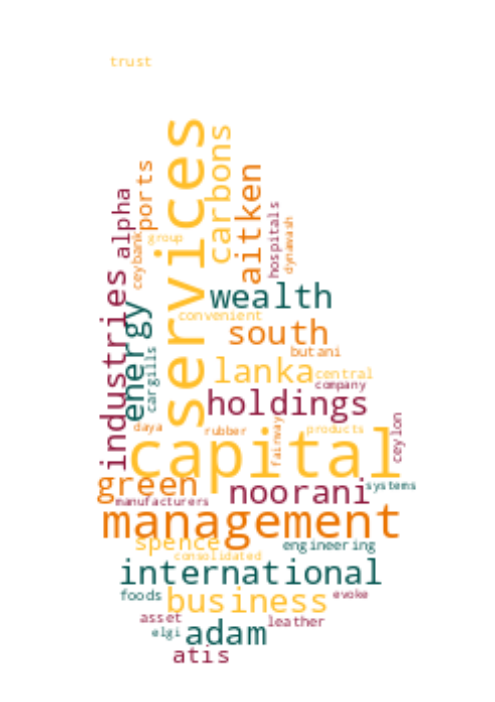 trust
services
carbons
ports
aitken
alpha
hospitals
dynawash
ceybank
group
industries
energy
wealth
convenient
south
cargills
butani
lanka
central
company
holdings
daya
rubber
fairway
products
ceylon
capital
green
noorani
systems
manufacturers
management
spence
engineering
consolidated
international
foods
business
evoke
asset
leather
elgi
adam
atis